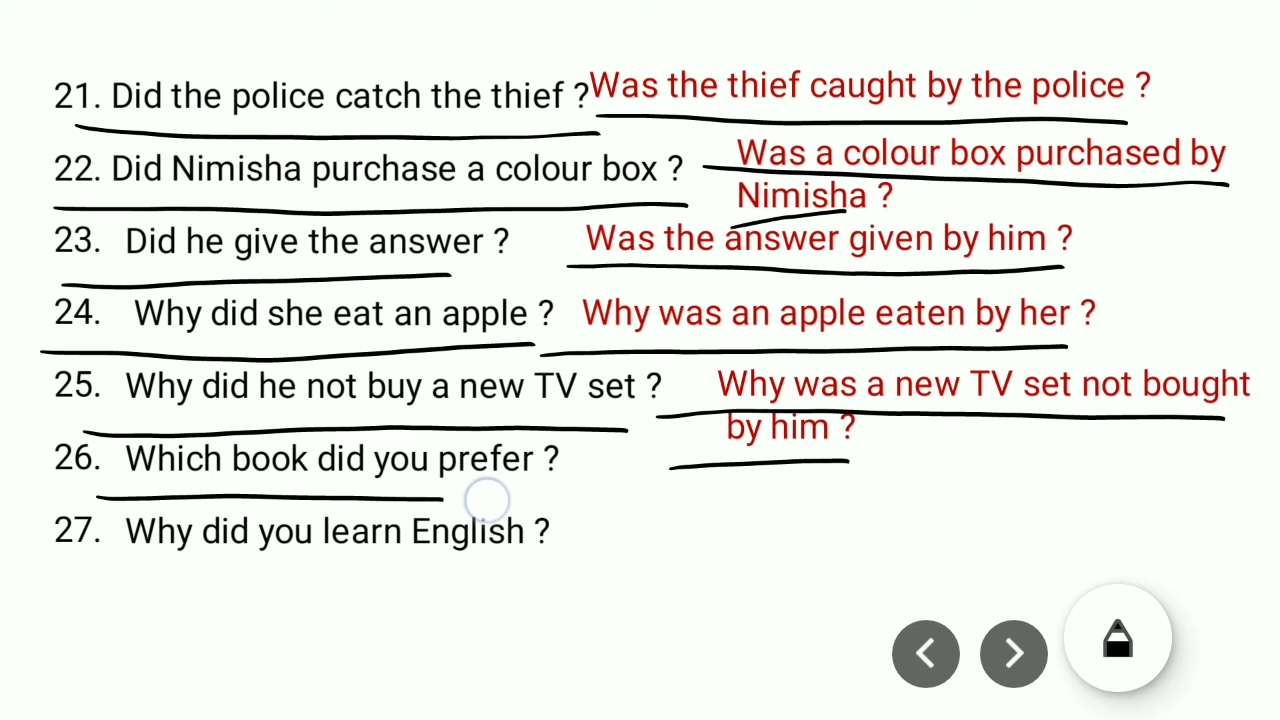 21. Did the police catch the thief ? Was the thief caught by the police ?
22. Did Nimisha purchase a colour box ? Was a colour box purchased by
Nimisha ?
23. Did he give the answer ? Was the answer given by him ?
24. Why did she eat an apple ? Why was an apple eaten by her ?
25. Why did he not buy a new TV set ? Why was a new TV set not bought
by him ?
26. Which book did you prefer ?
27. Why did you learn English ?